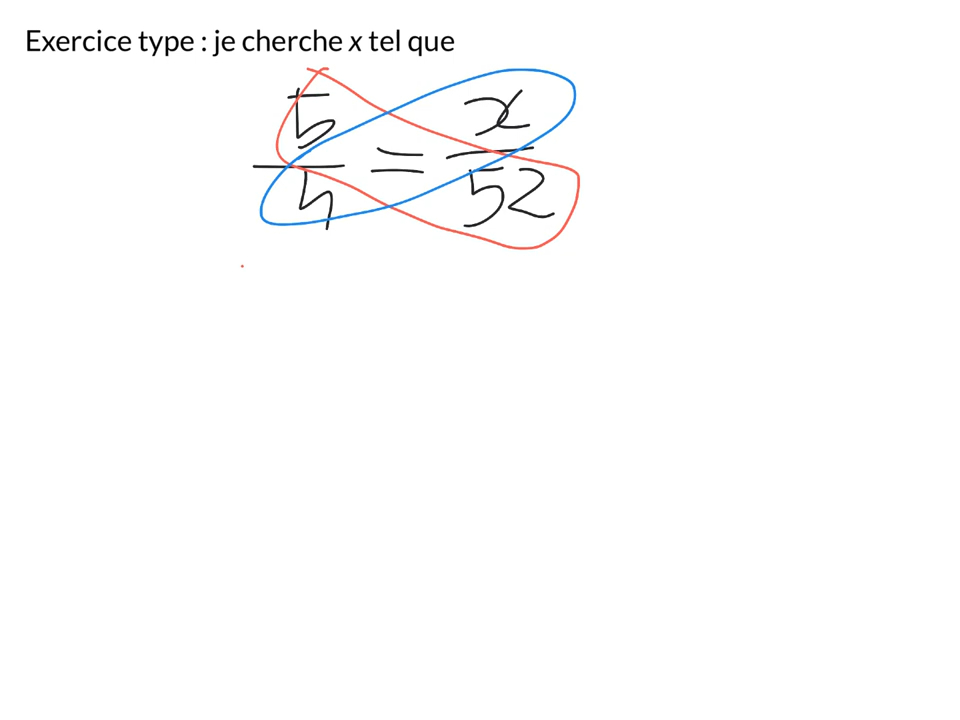 Exercice type : je cherche x tel que
5/4 = x/52